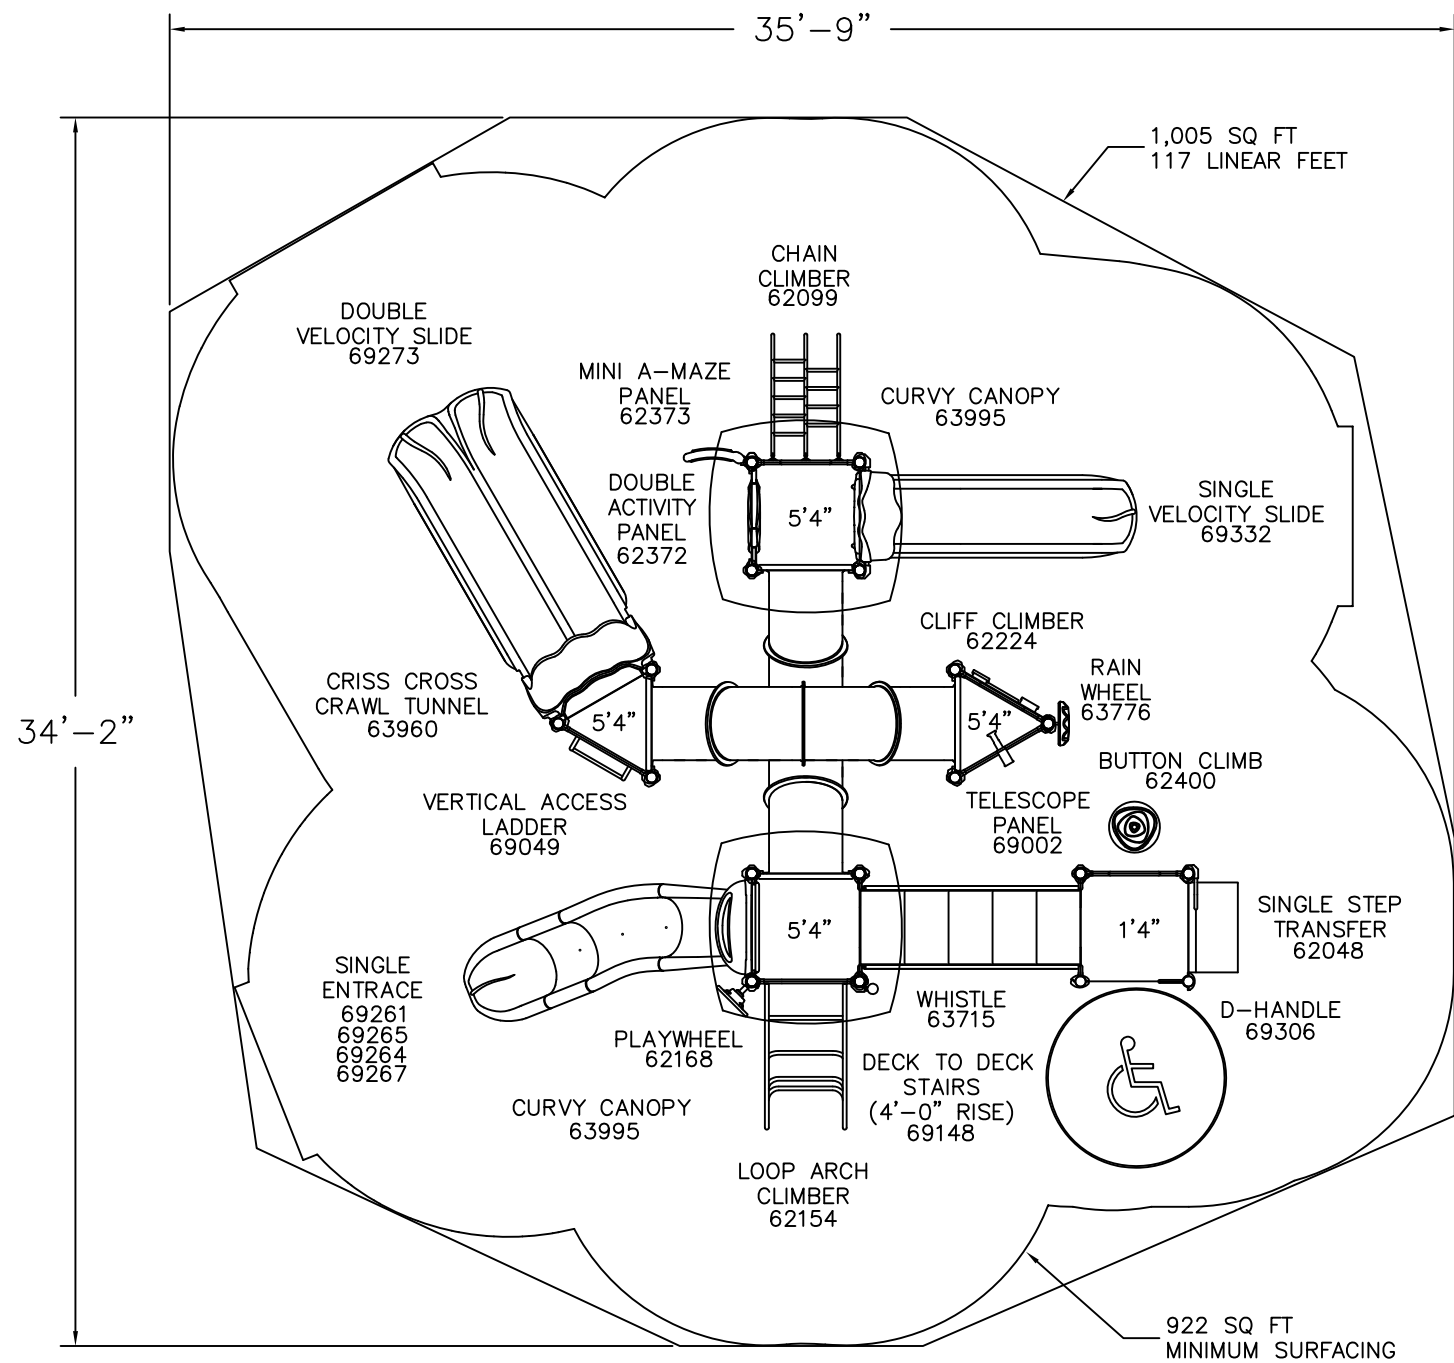 35'-9"
1,005 SQ FT
117 LINEAR FEET
CHAIN
CLIMBER
62099
DOUBLE
VELOCITY SLIDE
69273
MINI A-MAZE
PANEL
62373
CURVY CANOPY
63995
DOUBLE
ACTIVITY
PANEL
62372
5'4"
SINGLE
VELOCITY SLIDE
69332
CLIFF CLIMBER
62224
RAIN
WHEEL
63776
CRISS CROSS
CRAWL TUNNEL
63960
5'4"
5'4"
34'-2"
BUTTON CLIMB
62400
VERTICAL ACCESS
LADDER
69049
TELESCOPE
PANEL
69002
5'4"
1'4"
SINGLE STEP
TRANSFER
62048
SINGLE
ENTRACE
69261
69265
69264
69267
WHISTLE
63715
D-HANDLE
69306
PLAYWHEEL
62168
DECK TO DECK
STAIRS
(4'-0" RISE)
69148
CURVY CANOPY
63995
LOOP ARCH
CLIMBER
62154
922 SQ FT
MINIMUM SURFACING